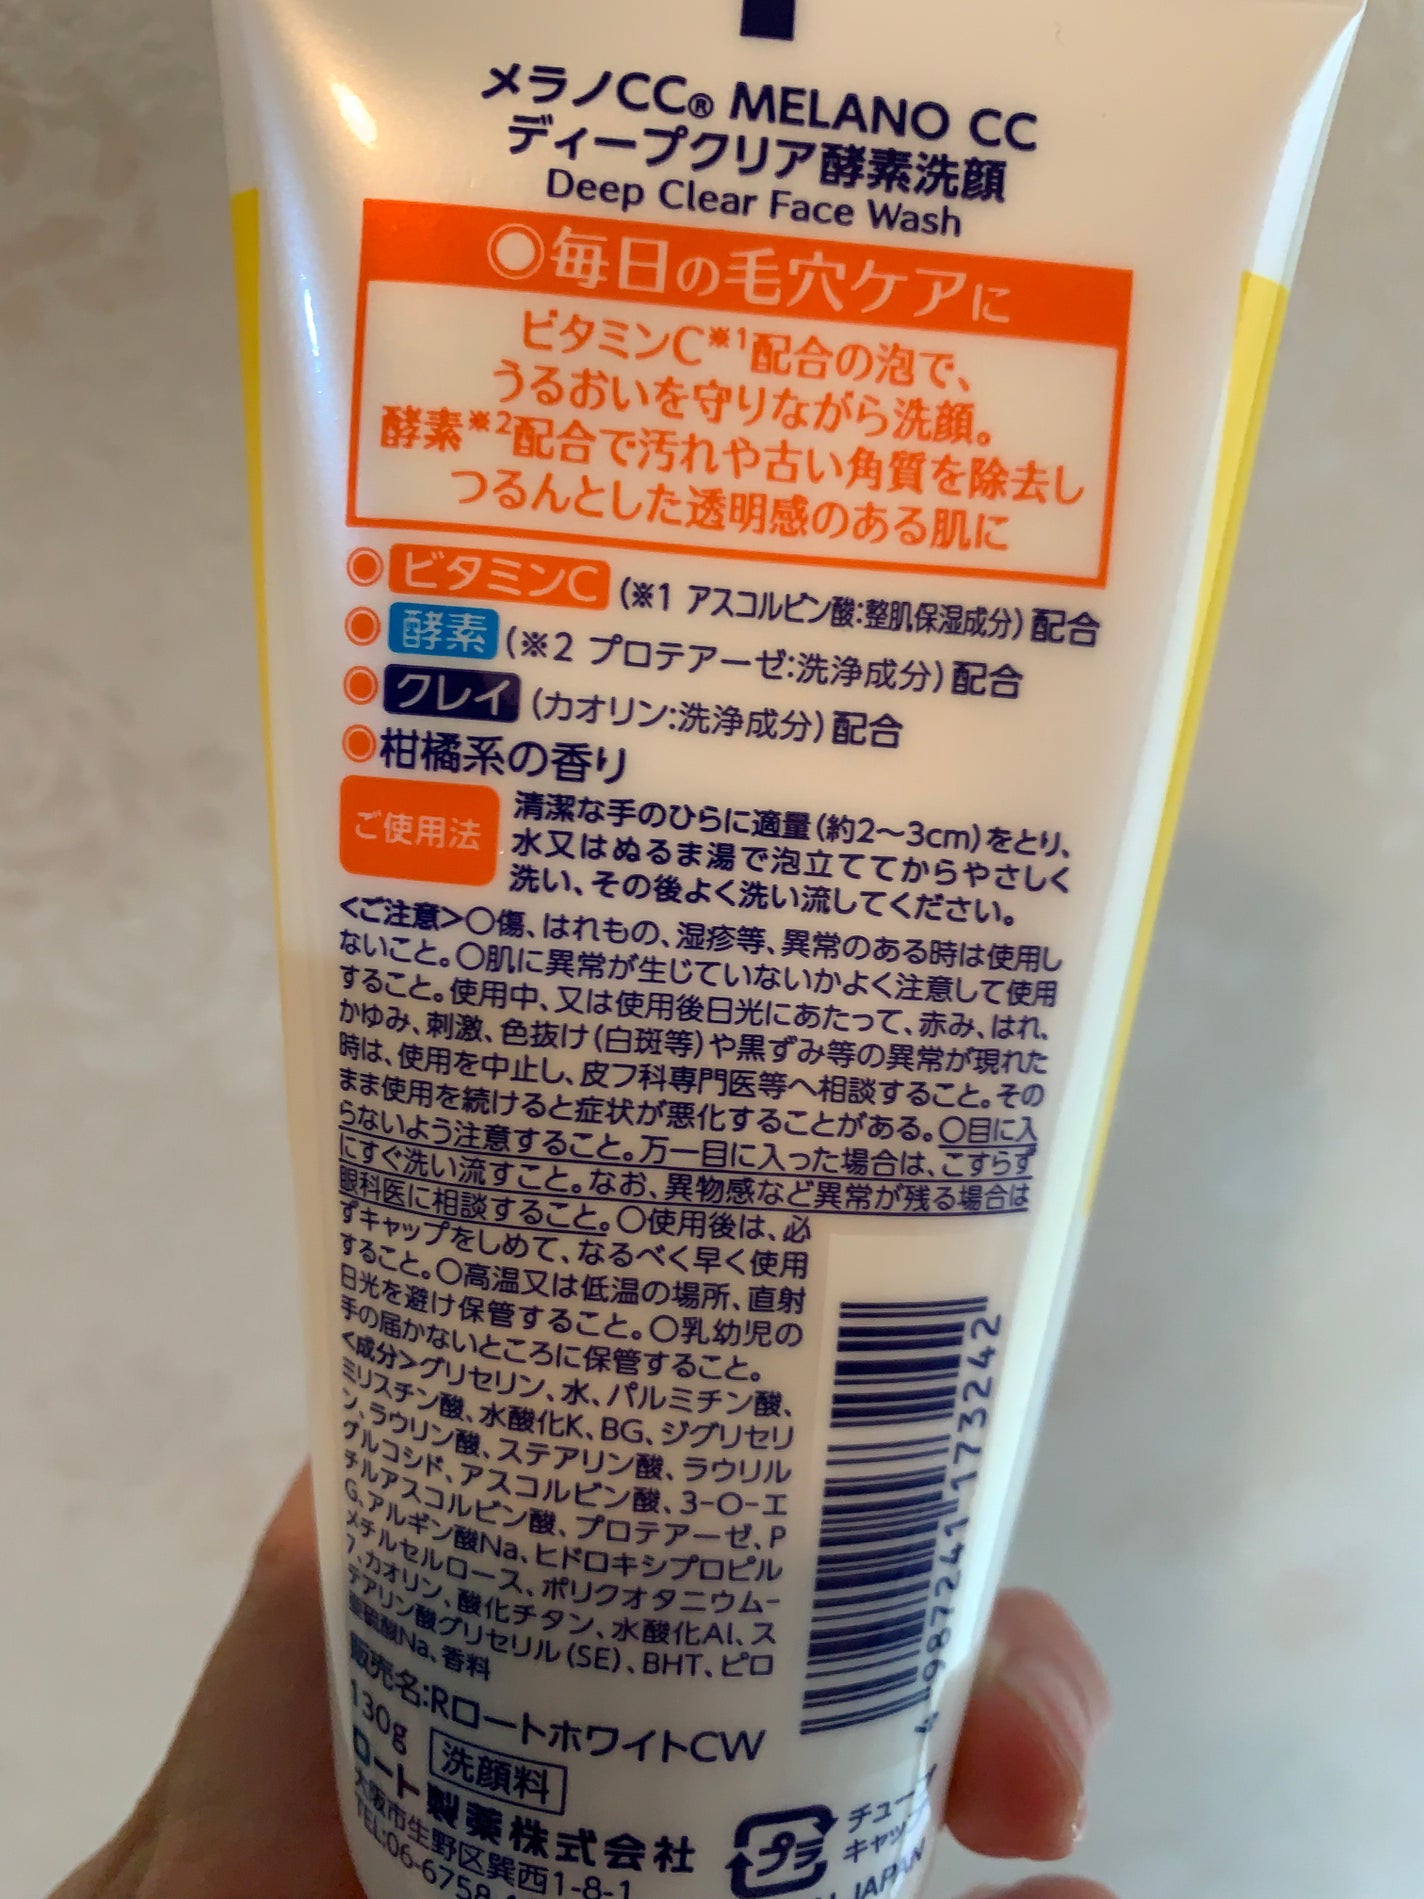 メラノCC® MELANO CC
ディープクリア酵素洗顔
Deep Clear Face Wash
毎日の毛穴ケアに
ビタミンC※1配合の泡で、
うるおいを守りながら洗顔。
酵素※2配合で汚れや古い角質を除去し
つるんとした透明感のある肌に
ビタミンC (※1 アスコルビン酸:整肌保湿成分)配合
酵素 (※2 プロテアーゼ:洗浄成分)配合
クレイ (カオリン:洗浄成分)配合
柑橘系の香り
ご使用法
清潔な手のひらに適量(約2〜3cm)をとり、
水又はぬるま湯で泡立ててからやさしく
洗い、その後よく洗い流してください。
<ご注意>○傷、はれもの、湿疹等、異常のある時は使用し
ないこと。○肌に異常が生じていないかよく注意して使用
すること。使用中、又は使用後日光にあたって、赤み、はれ、
かゆみ、刺激、色抜け(白斑等)や黒ずみ等の異常が現れた
時は、使用を中止し、皮フ科専門医等へ相談すること。その
まま使用を続けると症状が悪化することがある。○目に入
らないよう注意すること。万一目に入った場合は、こすらず
にすぐ洗い流すこと。なお、異物感など異常が残る場合は
眼科医に相談すること。○使用後は、必
ずキャップをしめて、なるべく早く使用
すること。○高温又は低温の場所、直射
日光を避け保管すること。○乳幼児の
手の届かないところに保管すること。
<成分>グリセリン、水、パルミチン酸、
ミリスチン酸、水酸化K、BG、ジグリセリ
ン、ラウリン酸、ステアリン酸、ラウリル
グルコシド、アスコルビン酸、3-O-エ
チルアスコルビン酸、プロテアーゼ、P
G、アルギン酸Na、ヒドロキシプロピル
メチルセルロース、ポリクオタニウム-
7、カオリン、酸化チタン、水酸化Al、ス
テアリン酸グリセリル(SE)、BHT、ピロ
亜硫酸Na、香料
販売名:RロートホワイトCW
130g 洗顔料
ロート製薬株式会社
大阪市生野区巽西1-8-1
TEL:06-6758-
プラ
チュー
キャッ
JAPAN
4 987241 173242